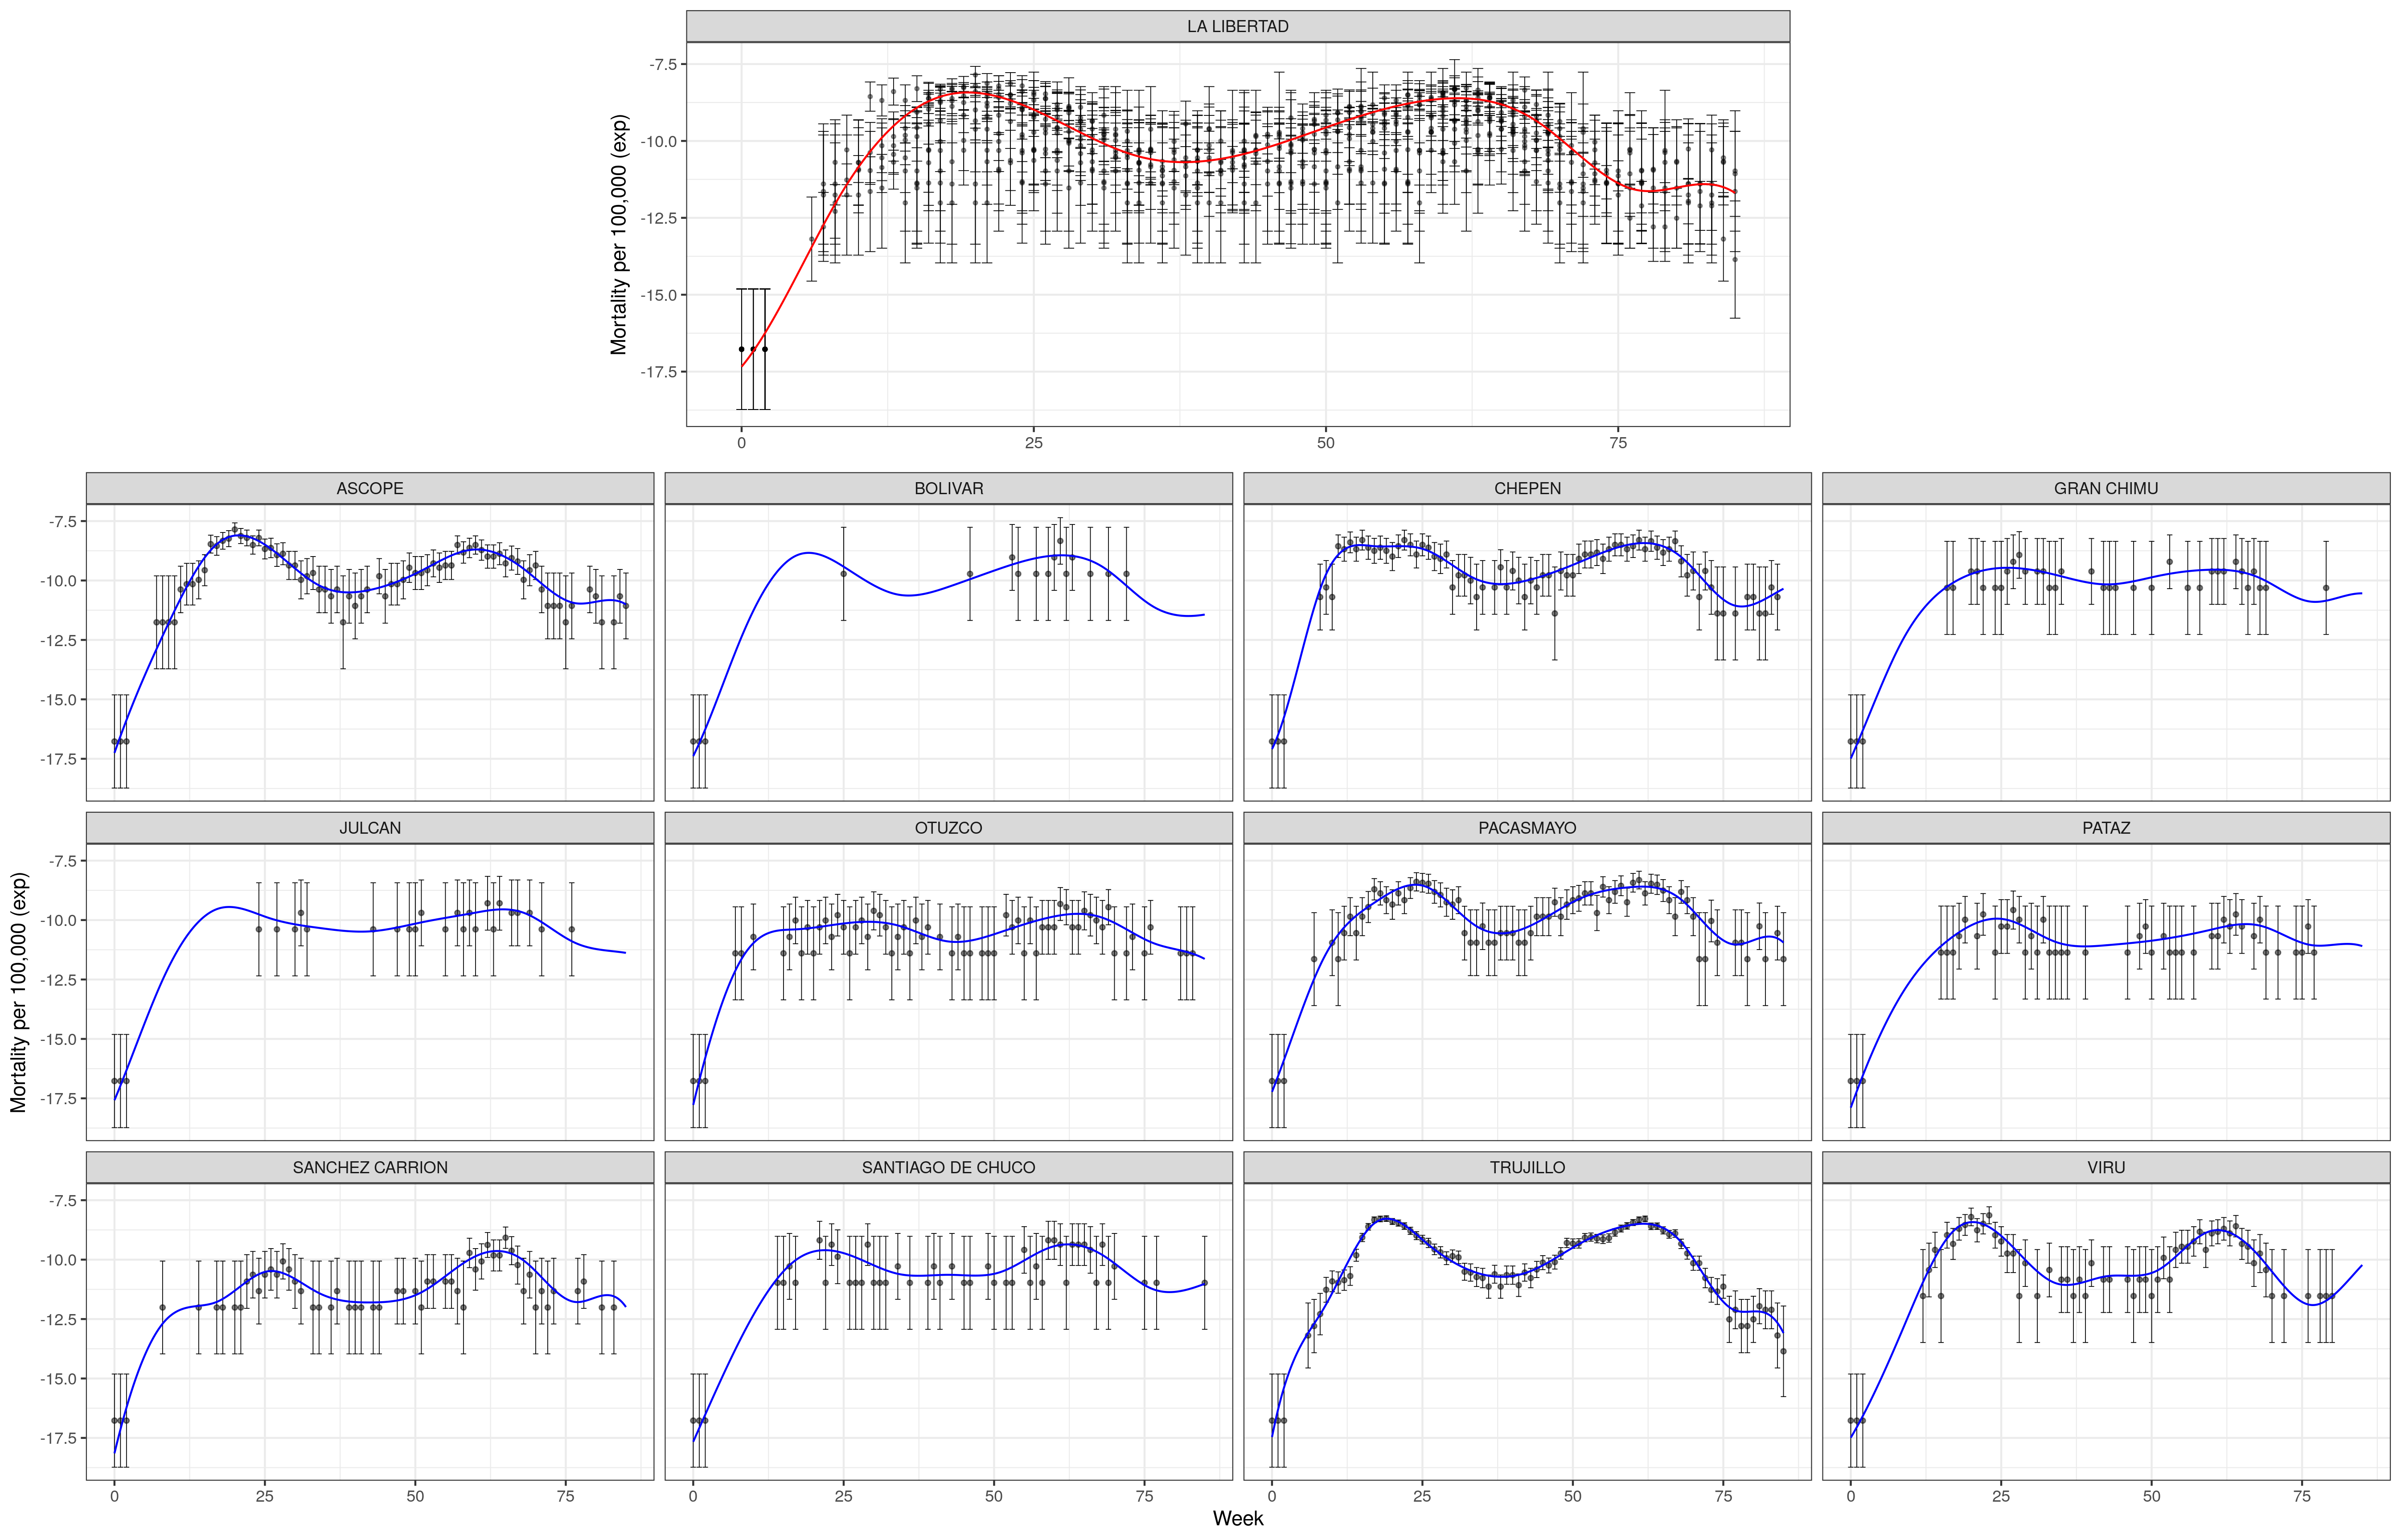 LA LIBERTAD
Mortality per 100,000 (exp)
-7.5
-10.0
-12.5
-15.0
-17.5
0 25 50 75
ASCOPE BOLIVAR CHEPEN GRAN CHIMU
-7.5
-10.0
-12.5
-15.0
-17.5
JULCAN OTUZCO PACASMAYO PATAZ
Mortality per 100,000 (exp)
-7.5
-10.0
-12.5
-15.0
-17.5
SANCHEZ CARRION SANTIAGO DE CHUCO TRUJILLO VIRU
-7.5
-10.0
-12.5
-15.0
-17.5
0 25 50 75 0 25 50 75 0 25 50 75 0 25 50 75
Week